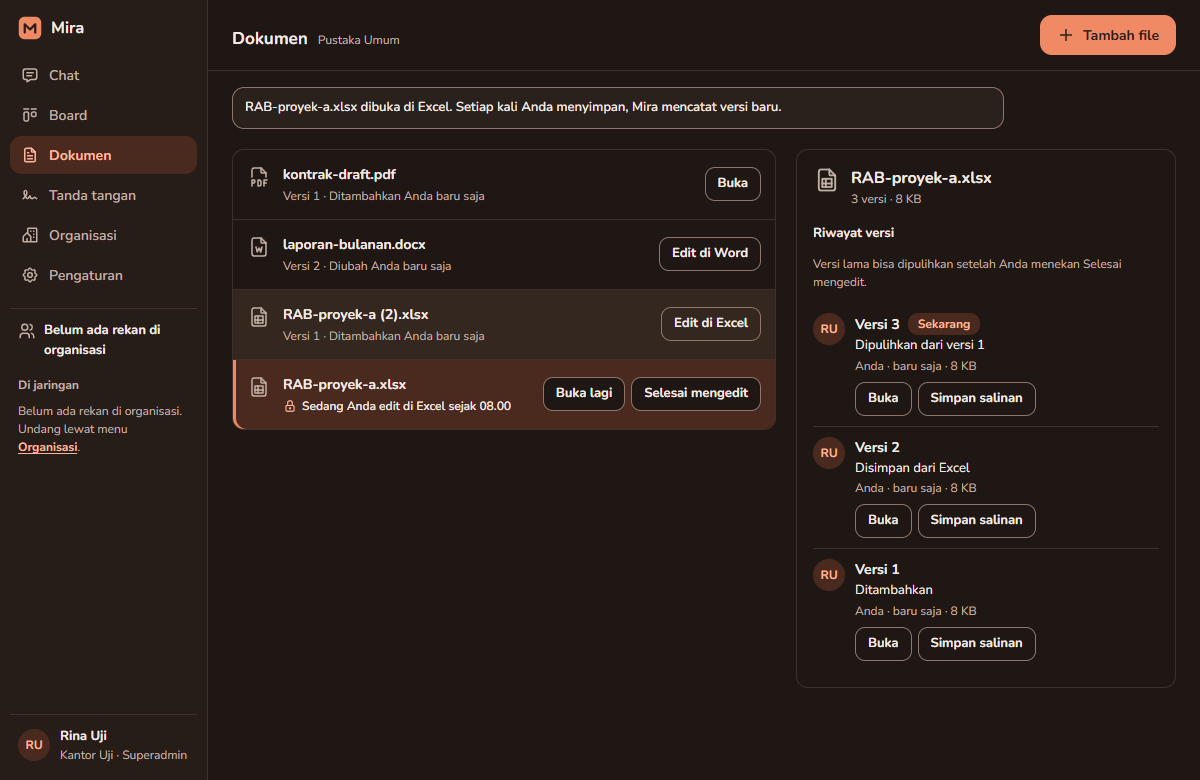 Mira
Chat
Board
Dokumen
Tanda tangan
Organisasi
Pengaturan
Belum ada rekan di
organisasi
Di jaringan
Belum ada rekan di organisasi.
Undang lewat menu
Organisasi.
RU
Rina Uji
Kantor Uji · Superadmin
Dokumen Pustaka Umum
+ Tambah file
RAB-proyek-a.xlsx dibuka di Excel. Setiap kali Anda menyimpan, Mira mencatat versi baru.
PDF
kontrak-draft.pdf
Versi 1 · Ditambahkan Anda baru saja
Buka
W
laporan-bulanan.docx
Versi 2 · Diubah Anda baru saja
Edit di Word
RAB-proyek-a (2).xlsx
Versi 1 · Ditambahkan Anda baru saja
Edit di Excel
RAB-proyek-a.xlsx
Sedang Anda edit di Excel sejak 08.00
Buka lagi
Selesai mengedit
RAB-proyek-a.xlsx
3 versi · 8 KB
Riwayat versi
Versi lama bisa dipulihkan setelah Anda menekan Selesai
mengedit.
RU
Versi 3 Sekarang
Dipulihkan dari versi 1
Anda · baru saja · 8 KB
Buka
Simpan salinan
RU
Versi 2
Disimpan dari Excel
Anda · baru saja · 8 KB
Buka
Simpan salinan
RU
Versi 1
Ditambahkan
Anda · baru saja · 8 KB
Buka
Simpan salinan